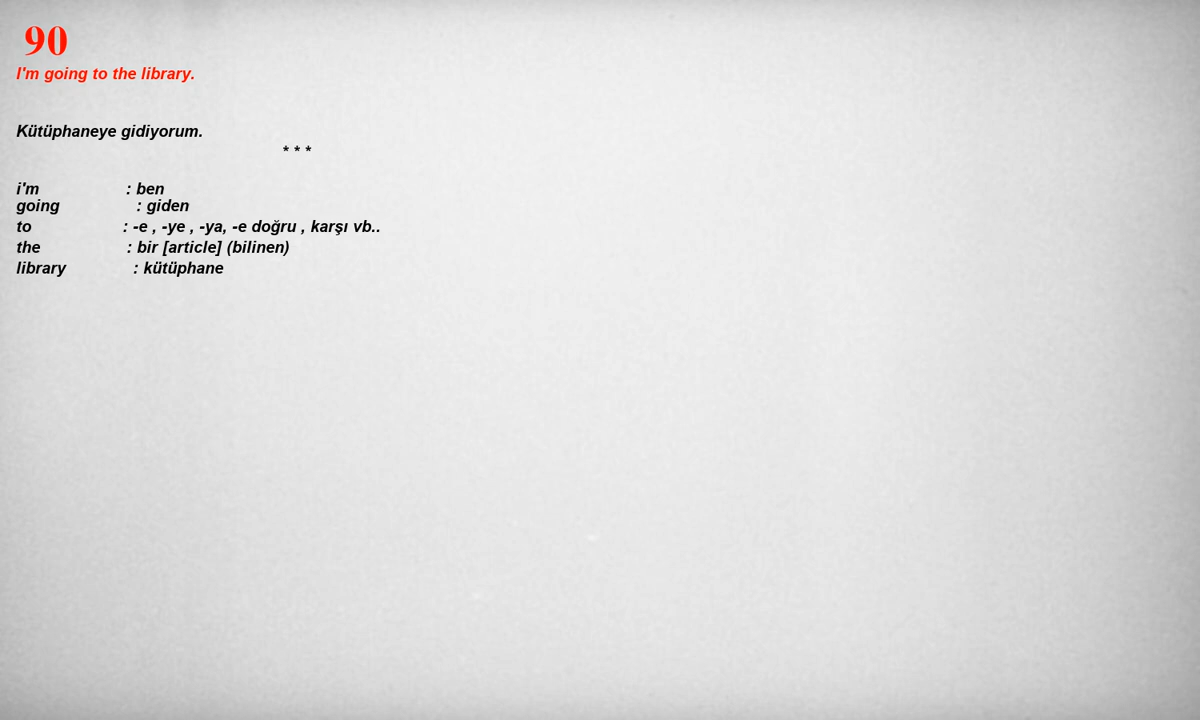 90
I'm going to the library.
Kütüphaneye gidiyorum.
* * *
i'm : ben
going : giden
to : -e , -ye , -ya, -e doğru , karşı vb..
the : bir [article] (bilinen)
library : kütüphane